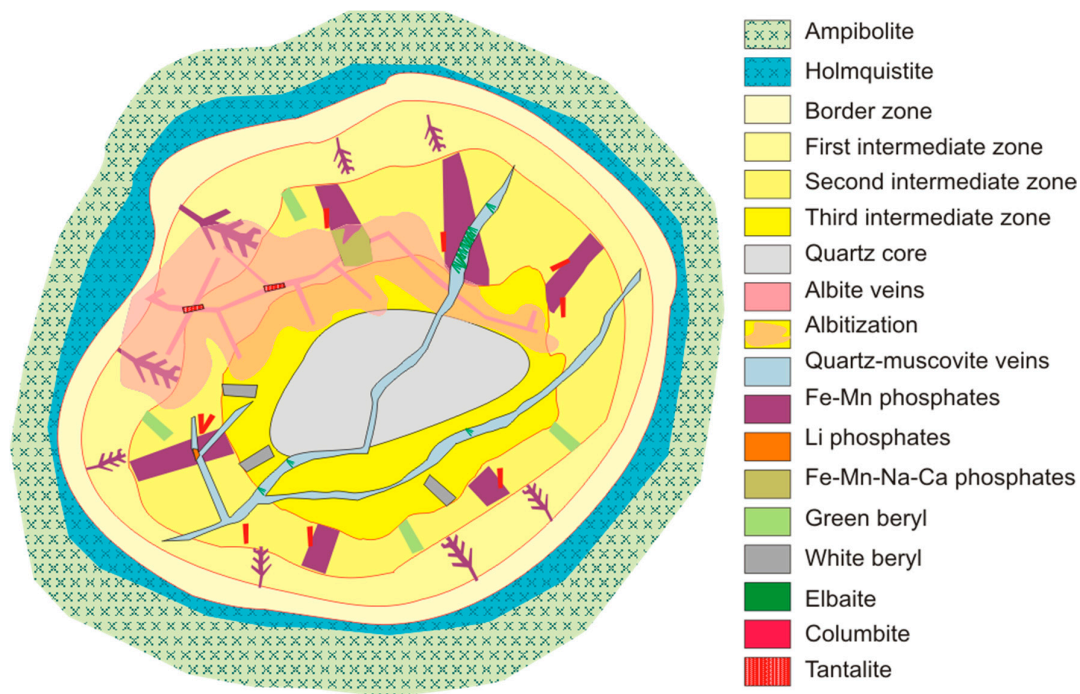 Ampibolite
Holmquistite
Border zone
First intermediate zone
Second intermediate zone
Third intermediate zone
Quartz core
Albite veins
Albitization
Quartz-muscovite veins
Fe-Mn phosphates
Li phosphates
Fe-Mn-Na-Ca phosphates
Green beryl
White beryl
Elbaite
Columbite
Tantalite